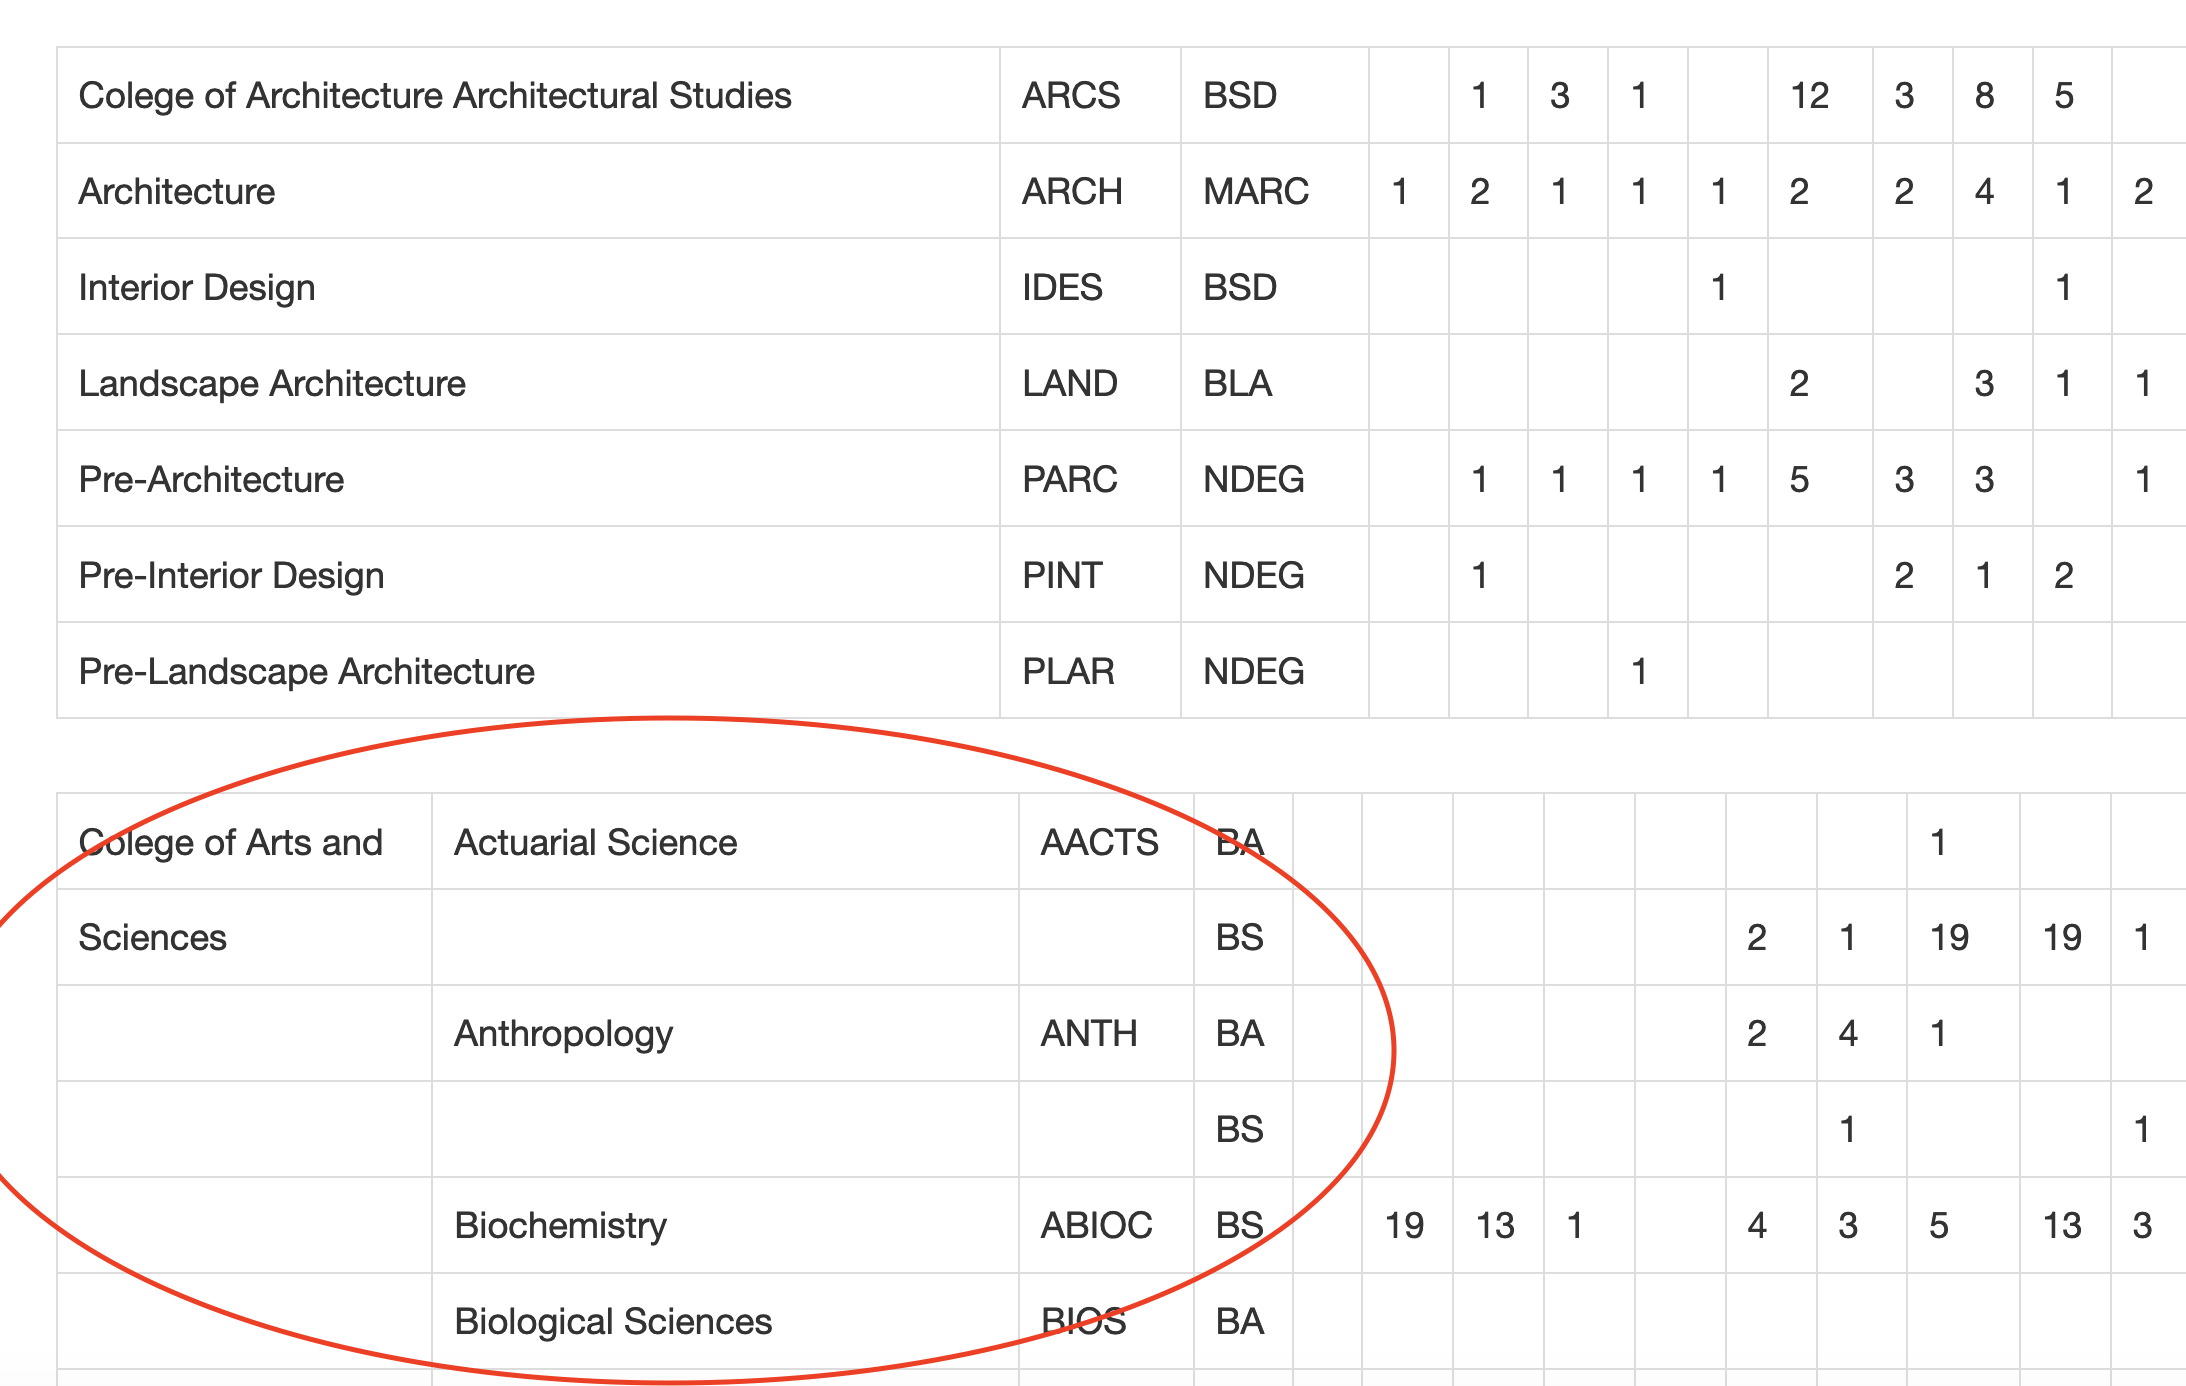 Colege of Architecture Architectural Studies ARCS BSD 1 3 1 12 3 8 5
Architecture ARCH MARC 1 2 1 1 1 2 2 4 1 2
Interior Design IDES BSD 1 1
Landscape Architecture LAND BLA 2 3 1 1
Pre-Architecture PARC NDEG 1 1 1 1 5 3 3 1
Pre-Interior Design PINT NDEG 1 2 1 2
Pre-Landscape Architecture PLAR NDEG 1
Colege of Arts and Actuarial Science AACTS BA 1
Sciences BS 2 1 19 19 1
Anthropology ANTH BA 2 4 1
BS 1 1
Biochemistry ABIOC BS 19 13 1 4 3 5 13 3
Biological Sciences BIOS BA